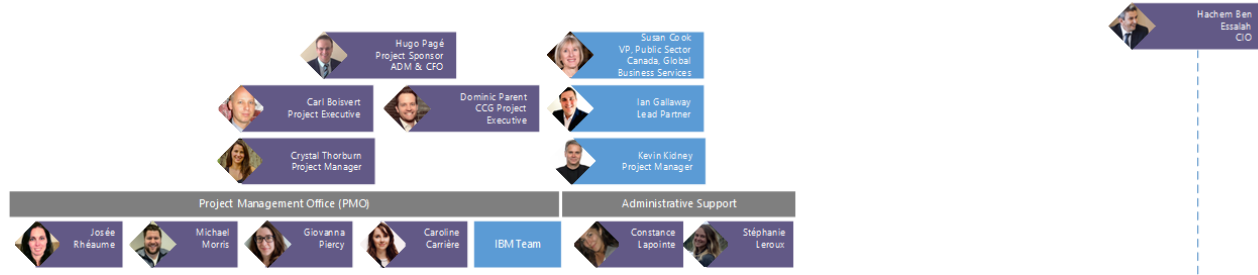 Hachem Ben
Essalah
CIO
Hugo Pagé
Project Sponsor
ADM & CFO
Susan Cook
VP, Public Sector
Canada, Global
Business Services
Carl Boisvert
Project Executive
Dominic Parent
CCG Project
Executive
Ian Gallaway
Lead Partner
Crystal Thorburn
Project Manager
Kevin Kidney
Project Manager
Project Management Office (PMO)
Administrative Support
Josée
Rhéaume
Michael
Morris
Giovanna
Piercy
Caroline
Carrière
IBM Team
Constance
Lapointe
Stéphanie
Leroux